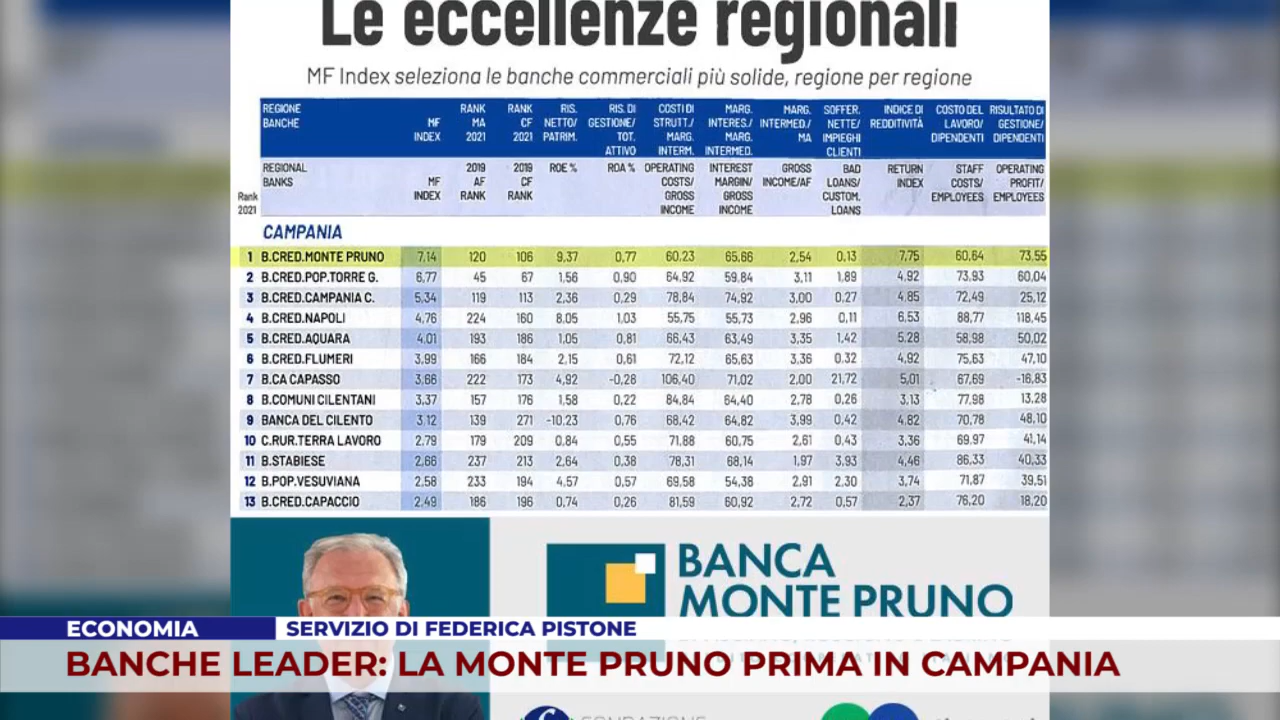 Le eccellenze regionali
MF Index seleziona le banche commerciali più solide, regione per regione
REGIONE BANCHE MF INDEX RANK MA 2021 RANK CF 2021 RIS. NETTO/ PATRIM. RIS. DI GESTIONE/ TOT. ATTIVO COSTI DI STRUTT./ MARG. INTERM. MARG. INTERES./ MARG. INTERMED. MARG. INTERMED./ MA SOFFER. NETTE/ IMPIEGHI CLIENTI INDICE DI REDDITIVITÀ COSTO DEL LAVORO/ DIPENDENTI RISULTATO DI GESTIONE/ DIPENDENTI
Rank 2021 REGIONAL BANKS MF INDEX 2019 AF RANK 2019 CF RANK ROE % ROA % OPERATING COSTS/ GROSS INCOME INTEREST MARGIN/ GROSS INCOME GROSS INCOME/AF BAD LOANS/ CUSTOM. LOANS RETURN INDEX STAFF COSTS/ EMPLOYEES OPERATING PROFIT/ EMPLOYEES
CAMPANIA
1 B.CRED.MONTE PRUNO 7,14 120 106 9,37 0,77 60,23 65,66 2,54 0,13 7,75 60,64 73,55
2 B.CRED.POP.TORRE G. 6,77 45 67 1,56 0,90 64,92 59,84 3,11 1,89 4,92 73,93 60,04
3 B.CRED.CAMPANIA C. 5,34 119 113 2,36 0,29 78,84 74,92 3,00 0,27 4,85 72,49 25,12
4 B.CRED.NAPOLI 4,76 224 160 8,05 1,03 55,75 55,73 2,96 0,11 6,53 88,77 118,45
5 B.CRED.AQUARA 4,01 193 186 1,05 0,81 66,43 63,49 3,35 1,42 5,28 58,98 50,02
6 B.CRED.FLUMERI 3,99 166 184 2,15 0,61 72,12 65,63 3,36 0,32 4,92 75,63 47,10
7 B.CA CAPASSO 3,66 222 173 4,92 -0,28 106,40 71,02 2,00 21,72 5,01 67,69 -16,83
8 B.COMUNI CILENTANI 3,37 157 176 1,58 0,22 84,84 64,40 2,78 0,26 3,13 77,98 13,28
9 BANCA DEL CILENTO 3,12 139 271 -10,23 0,76 68,42 64,82 3,99 0,42 4,82 70,78 48,10
10 C.RUR.TERRA LAVORO 2,79 179 209 0,84 0,55 71,88 60,75 2,61 0,43 3,36 69,97 41,14
11 B.STABIESE 2,66 237 213 2,64 0,38 78,31 68,14 1,97 3,93 4,46 86,33 40,33
12 B.POP.VESUVIANA 2,58 233 194 4,57 0,57 69,58 54,38 2,91 2,30 3,74 71,87 39,51
13 B.CRED.CAPACCIO 2,49 186 196 0,74 0,26 81,59 60,92 2,72 0,57 2,37 76,20 18,20
BANCA
MONTE PRUNO
ECONOMIA SERVIZIO DI FEDERICA PISTONE
BANCHE LEADER: LA MONTE PRUNO PRIMA IN CAMPANIA